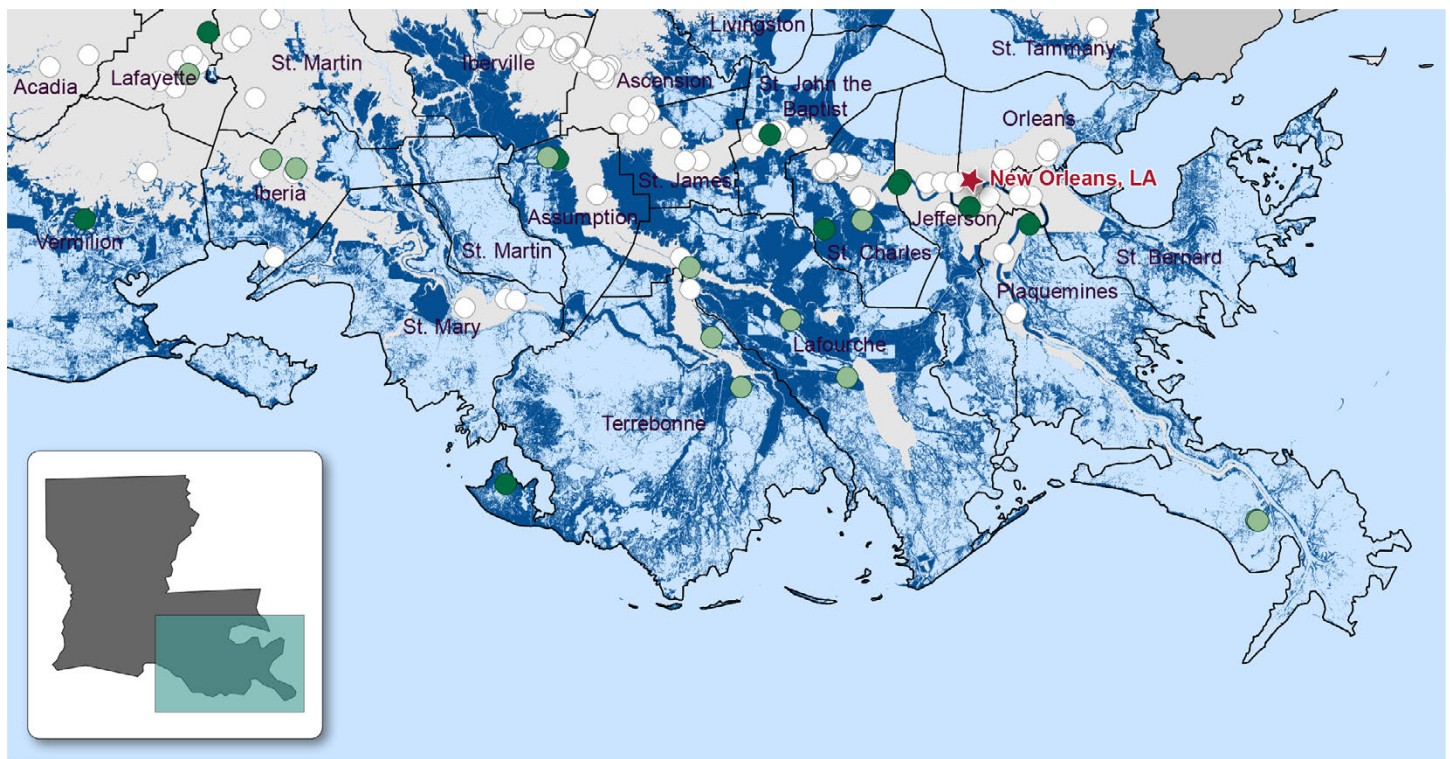 Livingston
St. Tammany
St. Martin
Iberville
Lafayette
Acadia
Ascension
St. John the
Baptist
Orleans
New Orleans, LA
St. James
Iberia
Assumption
Jefferson
Vermilion
St. Martin
St. Charles
St. Bernard
Plaquemines
St. Mary
Lafourche
Terrebonne